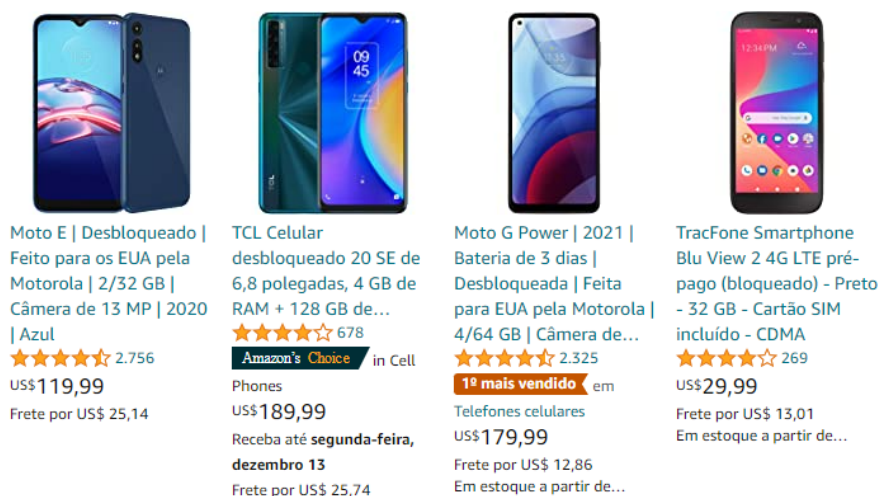 12:34PM
09
45
TCL
Moto E | Desbloqueado |
Feito para os EUA pela
Motorola | 2/32 GB |
Câmera de 13 MP | 2020
| Azul
2.756
US$119,99
Frete por US$ 25,14
TCL Celular
desbloqueado 20 SE de
6,8 polegadas, 4 GB de
RAM + 128 GB de...
678
Amazon's Choice in Cell
Phones
US$189,99
Receba até segunda-feira,
dezembro 13
Frete por US$ 25,74
Moto G Power | 2021 |
Bateria de 3 dias |
Desbloqueada | Feita
para EUA pela Motorola |
4/64 GB | Câmera de...
2.325
1º mais vendido em
Telefones celulares
US$179,99
Frete por US$ 12,86
Em estoque a partir de...
TracFone Smartphone
Blu View 2 4G LTE pré-
pago (bloqueado) - Preto
- 32 GB - Cartão SIM
incluído - CDMA
269
US$29,99
Frete por US$ 13,01
Em estoque a partir de...